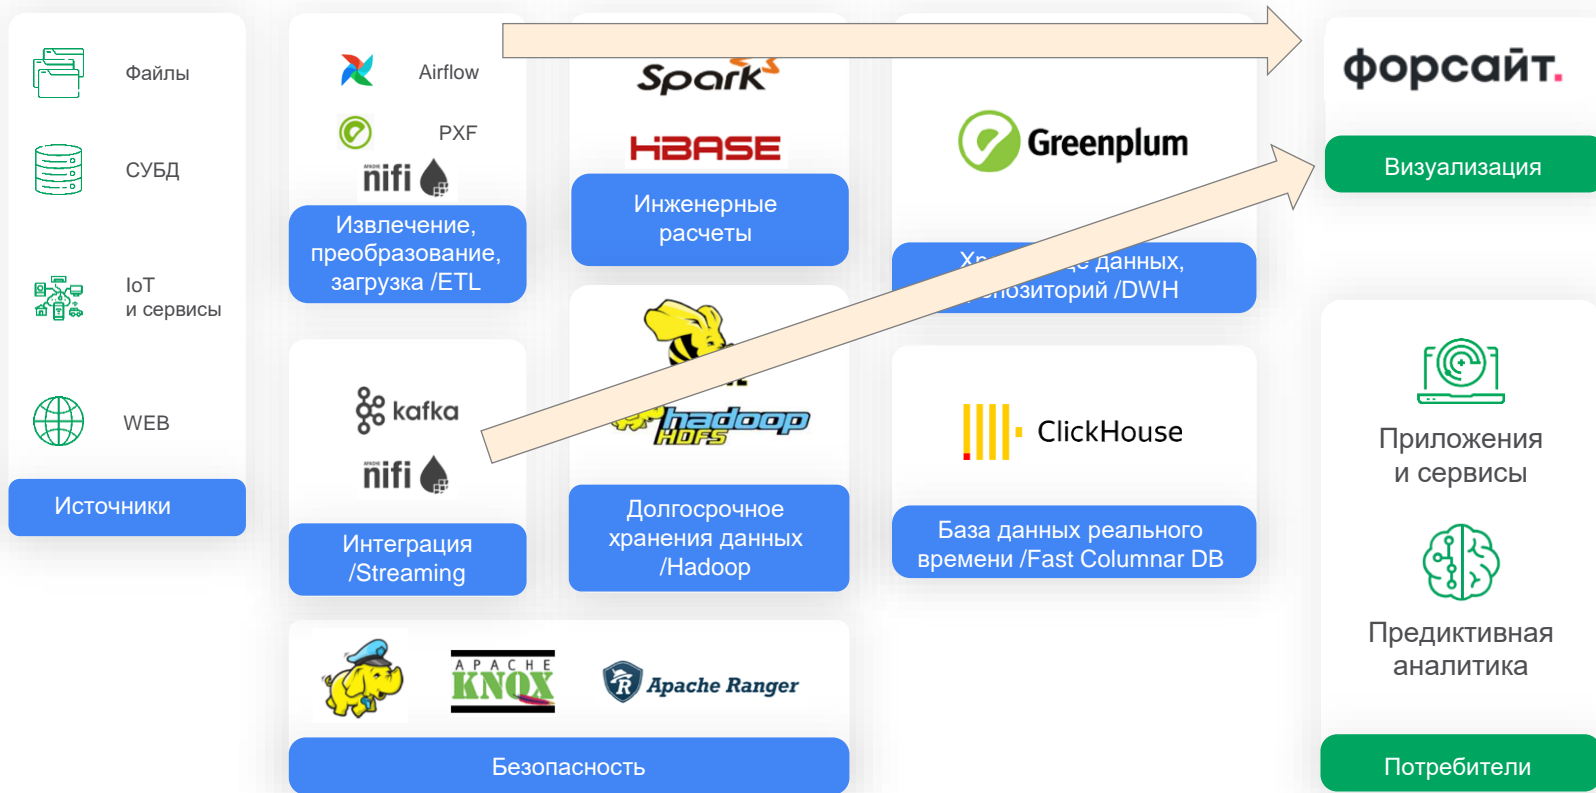 Файлы
СУБД
IoT
и сервисы
WEB
Источники
Airflow
PXF
APACHE
nifi
Извлечение,
преобразование,
загрузка /ETL
kafka
APACHE
nifi
Интеграция
/Streaming
Spark
HBASE
Инженерные
расчеты
hadoop
HDFS
Долгосрочное
хранения данных
/Hadoop
Greenplum
данных,
/DWH
ClickHouse
База данных реального
времени /Fast Columnar DB
APACHE
KNOX
Apache Ranger
Безопасность
форсайт.
Визуализация
Приложения
и сервисы
Предиктивная
аналитика
Потребители